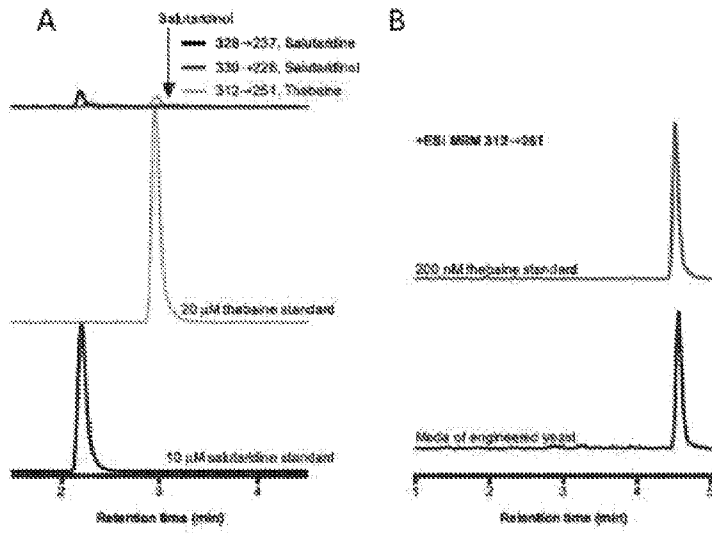 A
Salutaridinol
328→237, Salutaridine
330→228, Salutaridinol
312→251, Thebaine
20 µM thebaine standard
10 µM salutaridine standard
2 3 4
Retention time (min)
B
+ESI MRM 312→251
200 nM thebaine standard
Media of engineered yeast
1 2 3 4 5
Retention time (min)